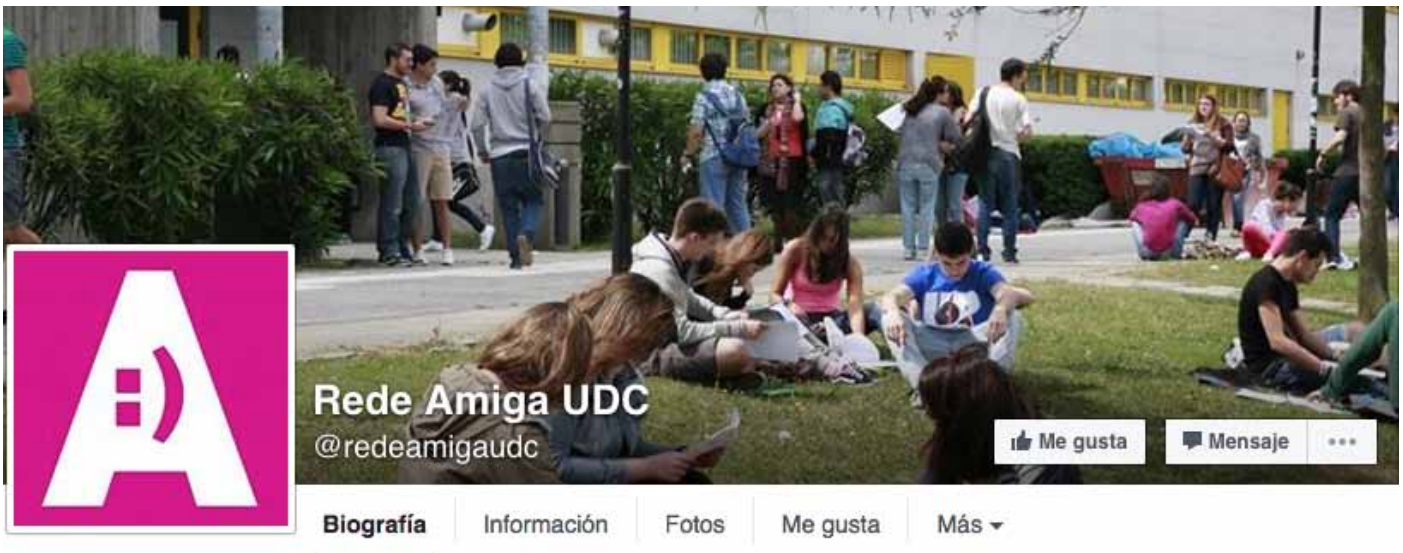 A:)
Rede Amiga UDC
@redeamigaudc
Me gusta
Mensaje
Biografía
Información
Fotos
Me gusta
Más